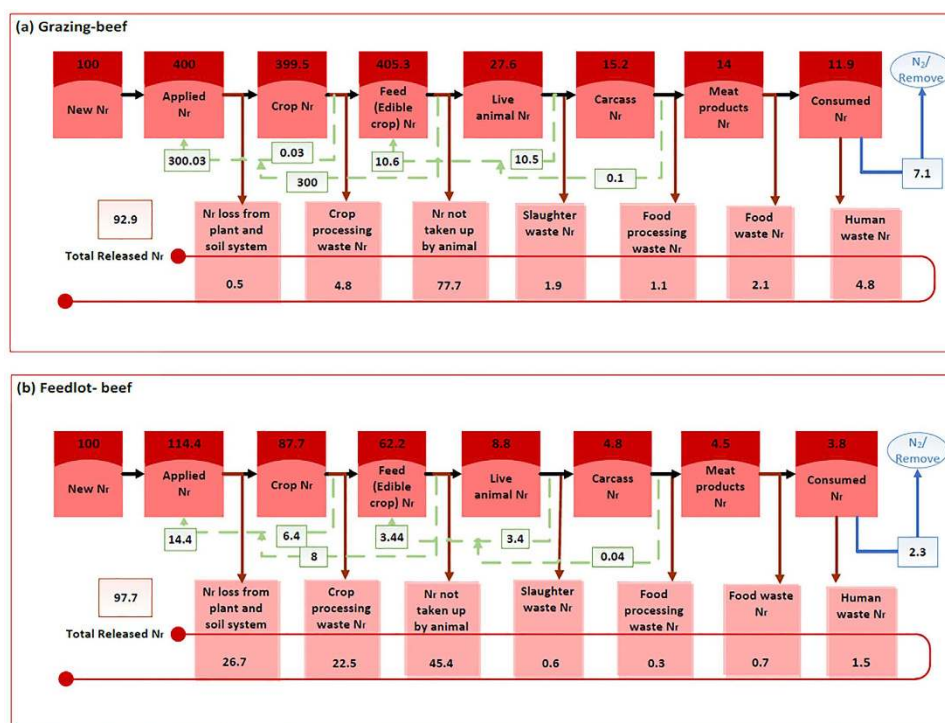 (a) Grazing-beef
100
400
399.5
405.3
27.6
15.2
14
11.9
N₂/
Remove
New Nr
Applied
Nr
Crop Nr
Feed
(Edible
crop) Nr
Live
animal Nr
Carcass
Nr
Meat
products
Nr
Consumed
Nr
300.03
0.03
300
10.6
10.5
0.1
7.1
92.9
Total Released Nr
Nr loss from
plant and
soil system
Crop
processing
waste Nr
Nr not
taken up
by animal
Slaughter
waste Nr
Food
processing
waste Nr
Food
waste Nr
Human
waste Nr
0.5
4.8
77.7
1.9
1.1
2.1
4.8
(b) Feedlot- beef
100
114.4
87.7
62.2
8.8
4.8
4.5
3.8
N₂/
Remove
New Nr
Applied
Nr
Crop Nr
Feed
(Edible
crop) Nr
Live
animal Nr
Carcass
Nr
Meat
products
Nr
Consumed
Nr
14.4
6.4
8
3.44
3.4
0.04
2.3
97.7
Total Released Nr
Nr loss from
plant and
soil system
Crop
processing
waste Nr
Nr not
taken up
by animal
Slaughter
waste Nr
Food
processing
waste Nr
Food waste
Nr
Human
waste Nr
26.7
22.5
45.4
0.6
0.3
0.7
1.5